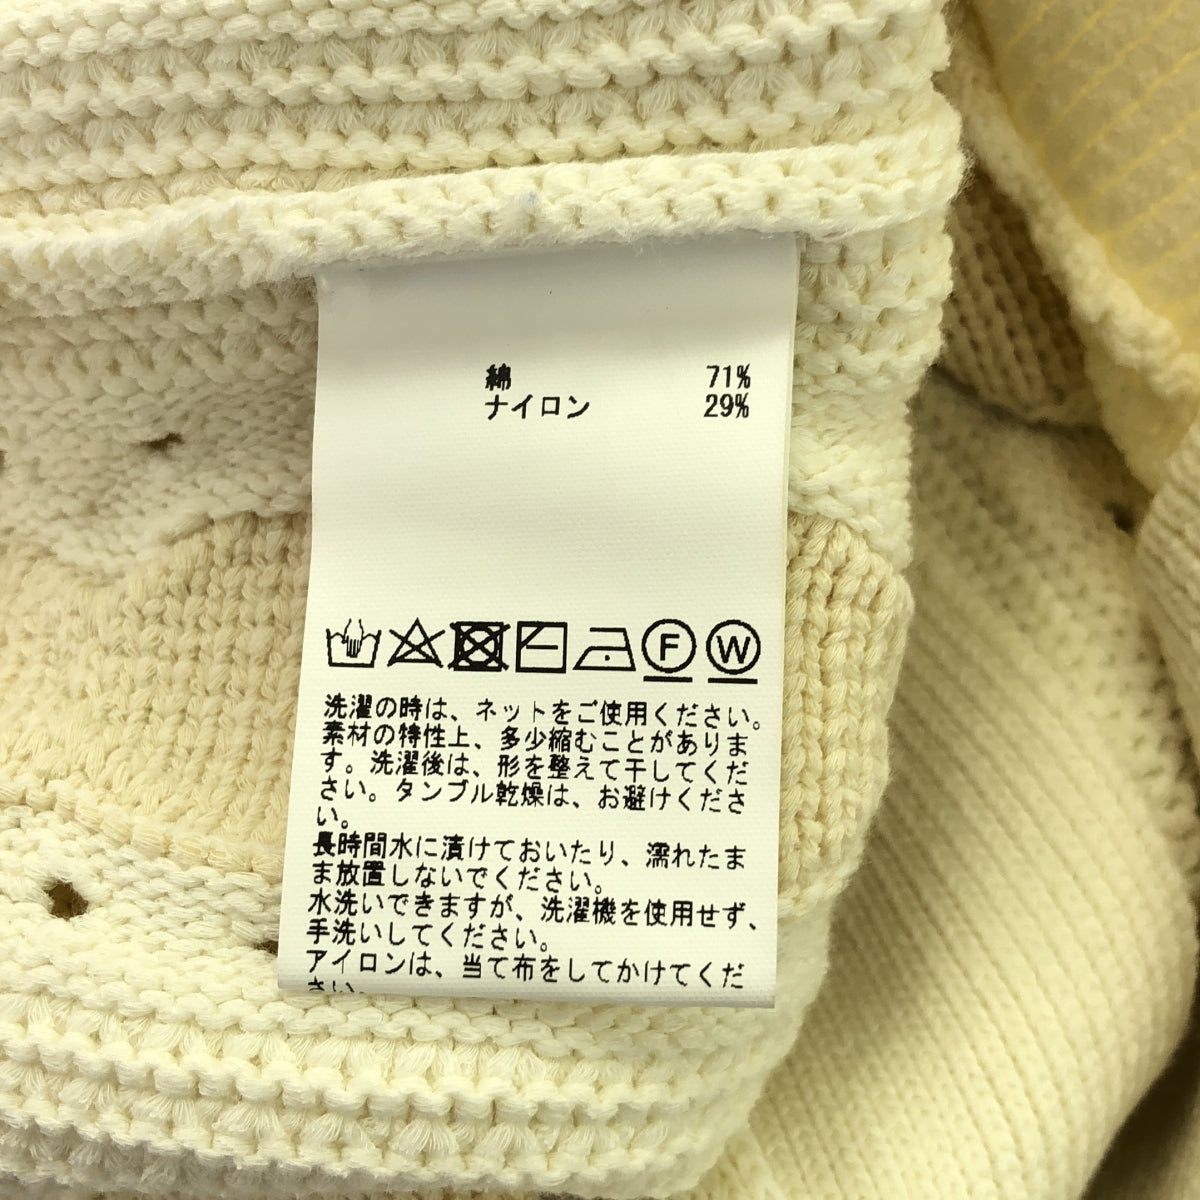 綿 71%
ナイロン 29%
F W
洗濯の時は、ネットをご使用ください。
素材の特性上、多少縮むことがありま
す。洗濯後は、形を整えて干してくだ
さい。タンブル乾燥は、お避けくださ
い。
長時間水に漬けておいたり、濡れたま
ま放置しないでください。
水洗いできますが、洗濯機を使用せず、
手洗いしてください。
アイロンは、当て布をしてかけてくだ
さい。